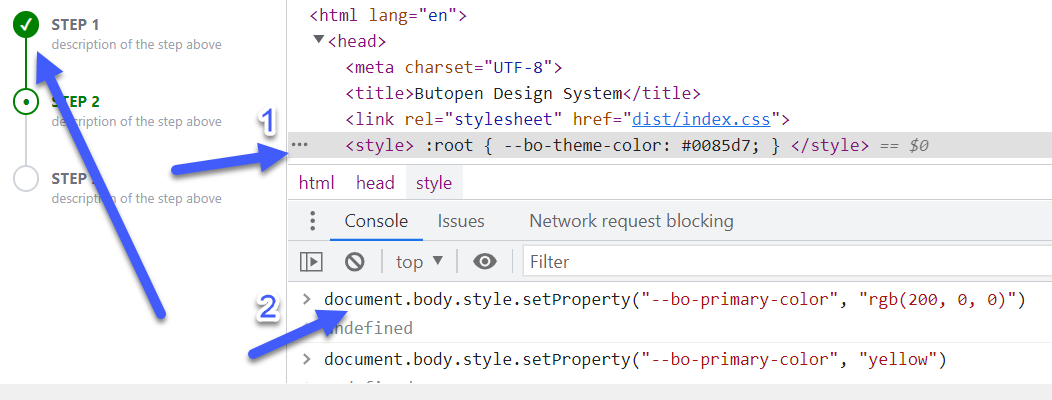 STEP 1
description of the step above
STEP 2
description of the step above
STEP
description of the step above
1
2
<html lang="en">
<head>
<meta charset="UTF-8">
<title>Butopen Design System</title>
<link rel="stylesheet" href="dist/index.css">
<style> :root { --bo-theme-color: #0085d7; } </style> == $0
html head style
Console Issues Network request blocking
top Filter
document.body.style.setProperty("--bo-primary-color", "rgb(200, 0, 0)")
undefined
document.body.style.setProperty("--bo-primary-color", "yellow")